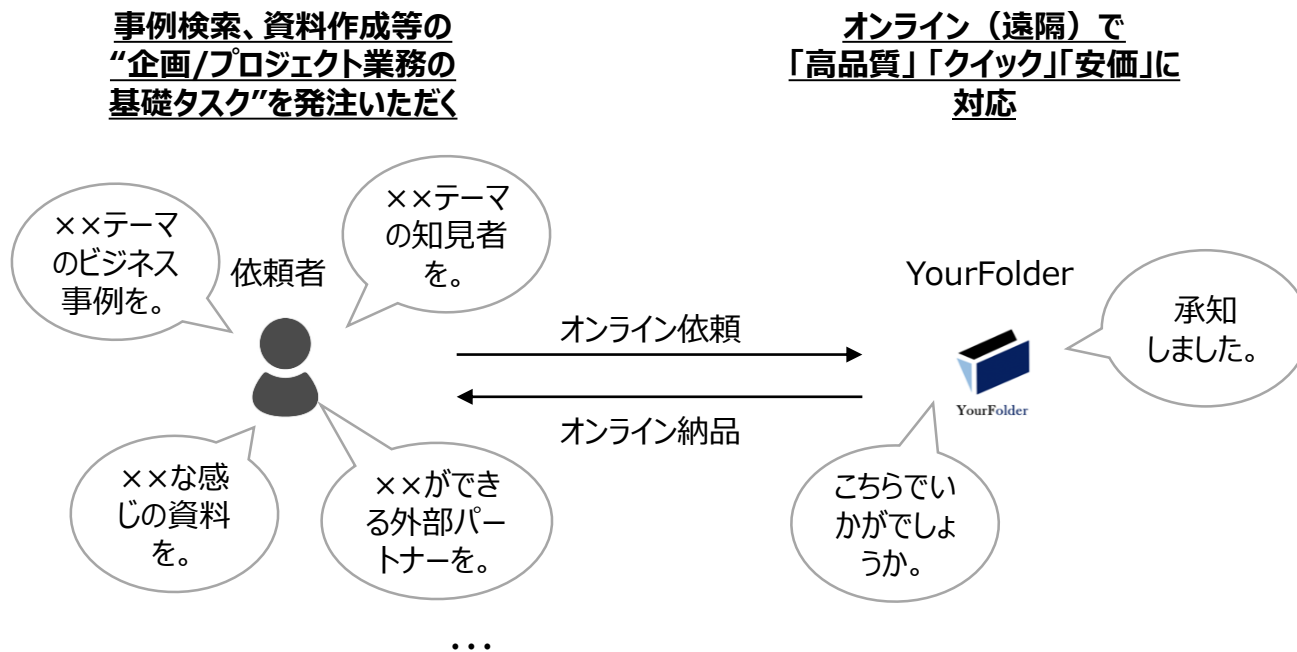 事例検索、資料作成等の
“企画/プロジェクト業務の
基礎タスク”を発注いただく
オンライン（遠隔）で
「高品質」「クイック」「安価」に
対応
××テーマ
のビジネス
事例を。
依頼者
××テーマ
の知見者
を。
YourFolder
承知
しました。
オンライン依頼
YourFolder
オンライン納品
××な感
じの資料
を。
××ができ
る外部パー
トナーを。
こちらでい
かがでしょ
うか。
…